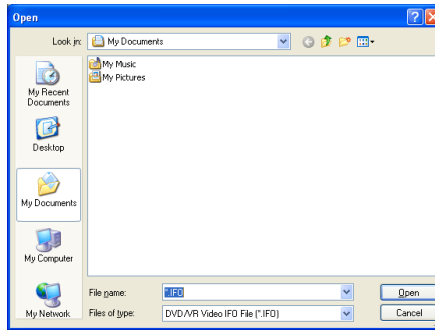 Open
Look in: My Documents
My Music
My Pictures
My Recent
Documents
Desktop
My Documents
My Computer
My Network
File name: *.IFO Open
Files of type: DVD/VR Video IFO File (*.IFO) Cancel